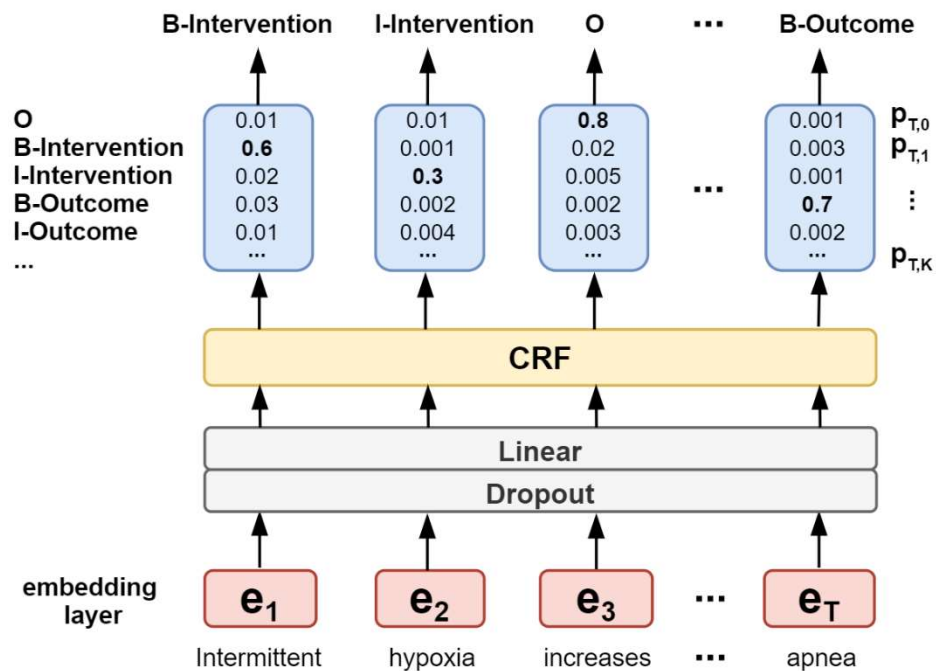 B-Intervention I-Intervention O ... B-Outcome
O 0.01 0.01 0.8 0.001 p_T,0
B-Intervention 0.6 0.001 0.02 0.003 p_T,1
I-Intervention 0.02 0.3 0.005 ... 0.001 ⋮
B-Outcome 0.03 0.002 0.002 0.7
I-Outcome 0.01 0.004 0.003 0.002
... ... ... ... ... p_T,K
CRF
Linear
Dropout
embedding
layer
e_1 e_2 e_3 ... e_T
Intermittent hypoxia increases ... apnea